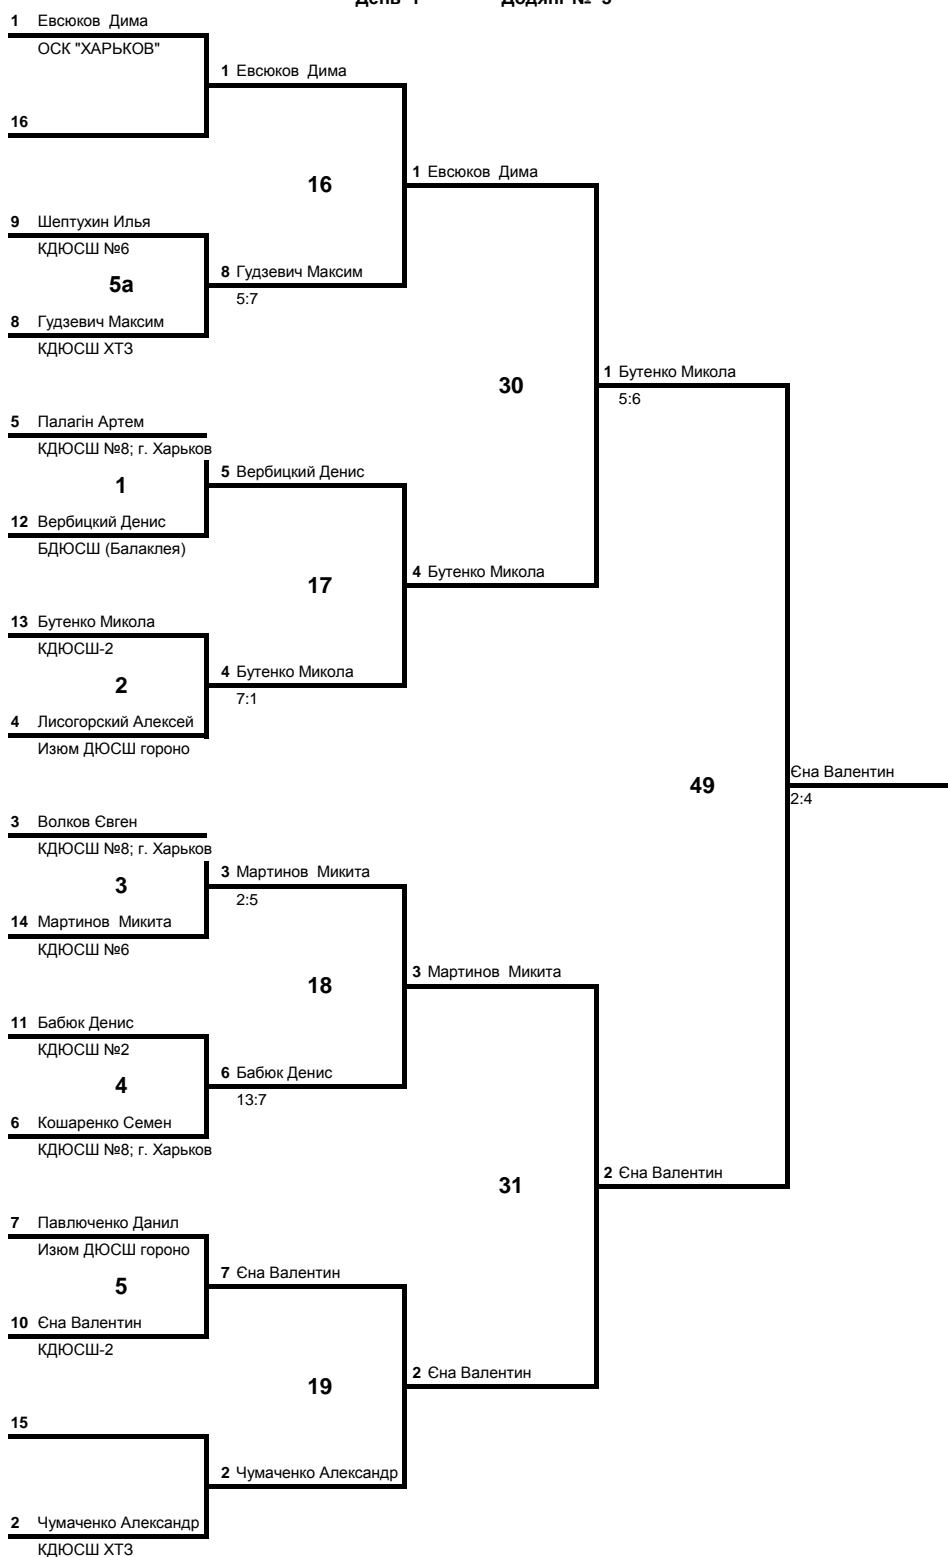 День 1 Додянг № 3
1 Евсюков Дима
ОСК "ХАРЬКОВ"
1 Евсюков Дима
16
1 Евсюков Дима
16
9 Шептухин Илья
КДЮСШ №6
5а
8 Гудзевич Максим
5:7
8 Гудзевич Максим
КДЮСШ ХТЗ
1 Бутенко Микола
30
5:6
5 Палагін Артем
КДЮСШ №8; г. Харьков
5 Вербицкий Денис
1
12 Вербицкий Денис
БДЮСШ (Балаклея)
4 Бутенко Микола
17
13 Бутенко Микола
КДЮСШ-2
4 Бутенко Микола
2
7:1
4 Лисогорский Алексей
Изюм ДЮСШ гороно
Єна Валентин
49
2:4
3 Волков Євген
КДЮСШ №8; г. Харьков
3 Мартинов Микита
3
2:5
14 Мартинов Микита
КДЮСШ №6
3 Мартинов Микита
18
11 Бабюк Денис
КДЮСШ №2
6 Бабюк Денис
4
13:7
6 Кошаренко Семен
КДЮСШ №8; г. Харьков
2 Єна Валентин
31
7 Павлюченко Данил
Изюм ДЮСШ гороно
7 Єна Валентин
5
10 Єна Валентин
КДЮСШ-2
2 Єна Валентин
19
15
2 Чумаченко Александр
2 Чумаченко Александр
КДЮСШ ХТЗ